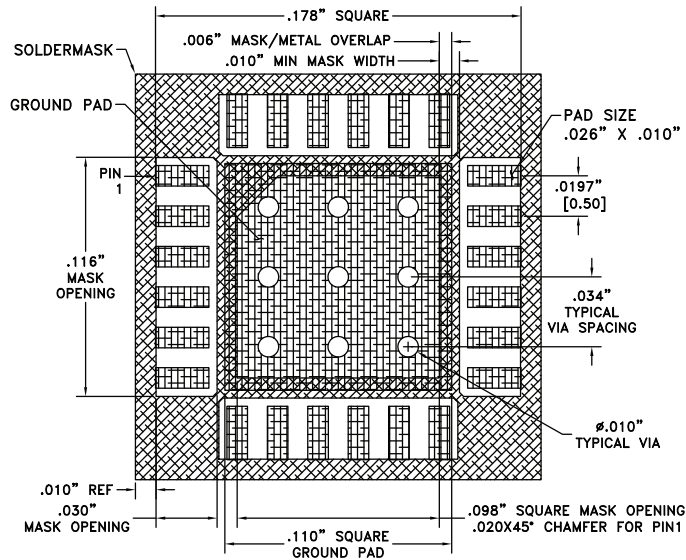 .178” SQUARE
.006” MASK/METAL OVERLAP
.010” MIN MASK WIDTH
SOLDERMASK
GROUND PAD
PAD SIZE
.026” X .010”
PIN
1
.0197”
[0.50]
.116”
MASK
OPENING
.034”
TYPICAL
VIA SPACING
ø.010”
TYPICAL VIA
.010” REF
.030”
MASK OPENING
.098” SQUARE MASK OPENING
.020X45° CHAMFER FOR PIN1
.110” SQUARE
GROUND PAD